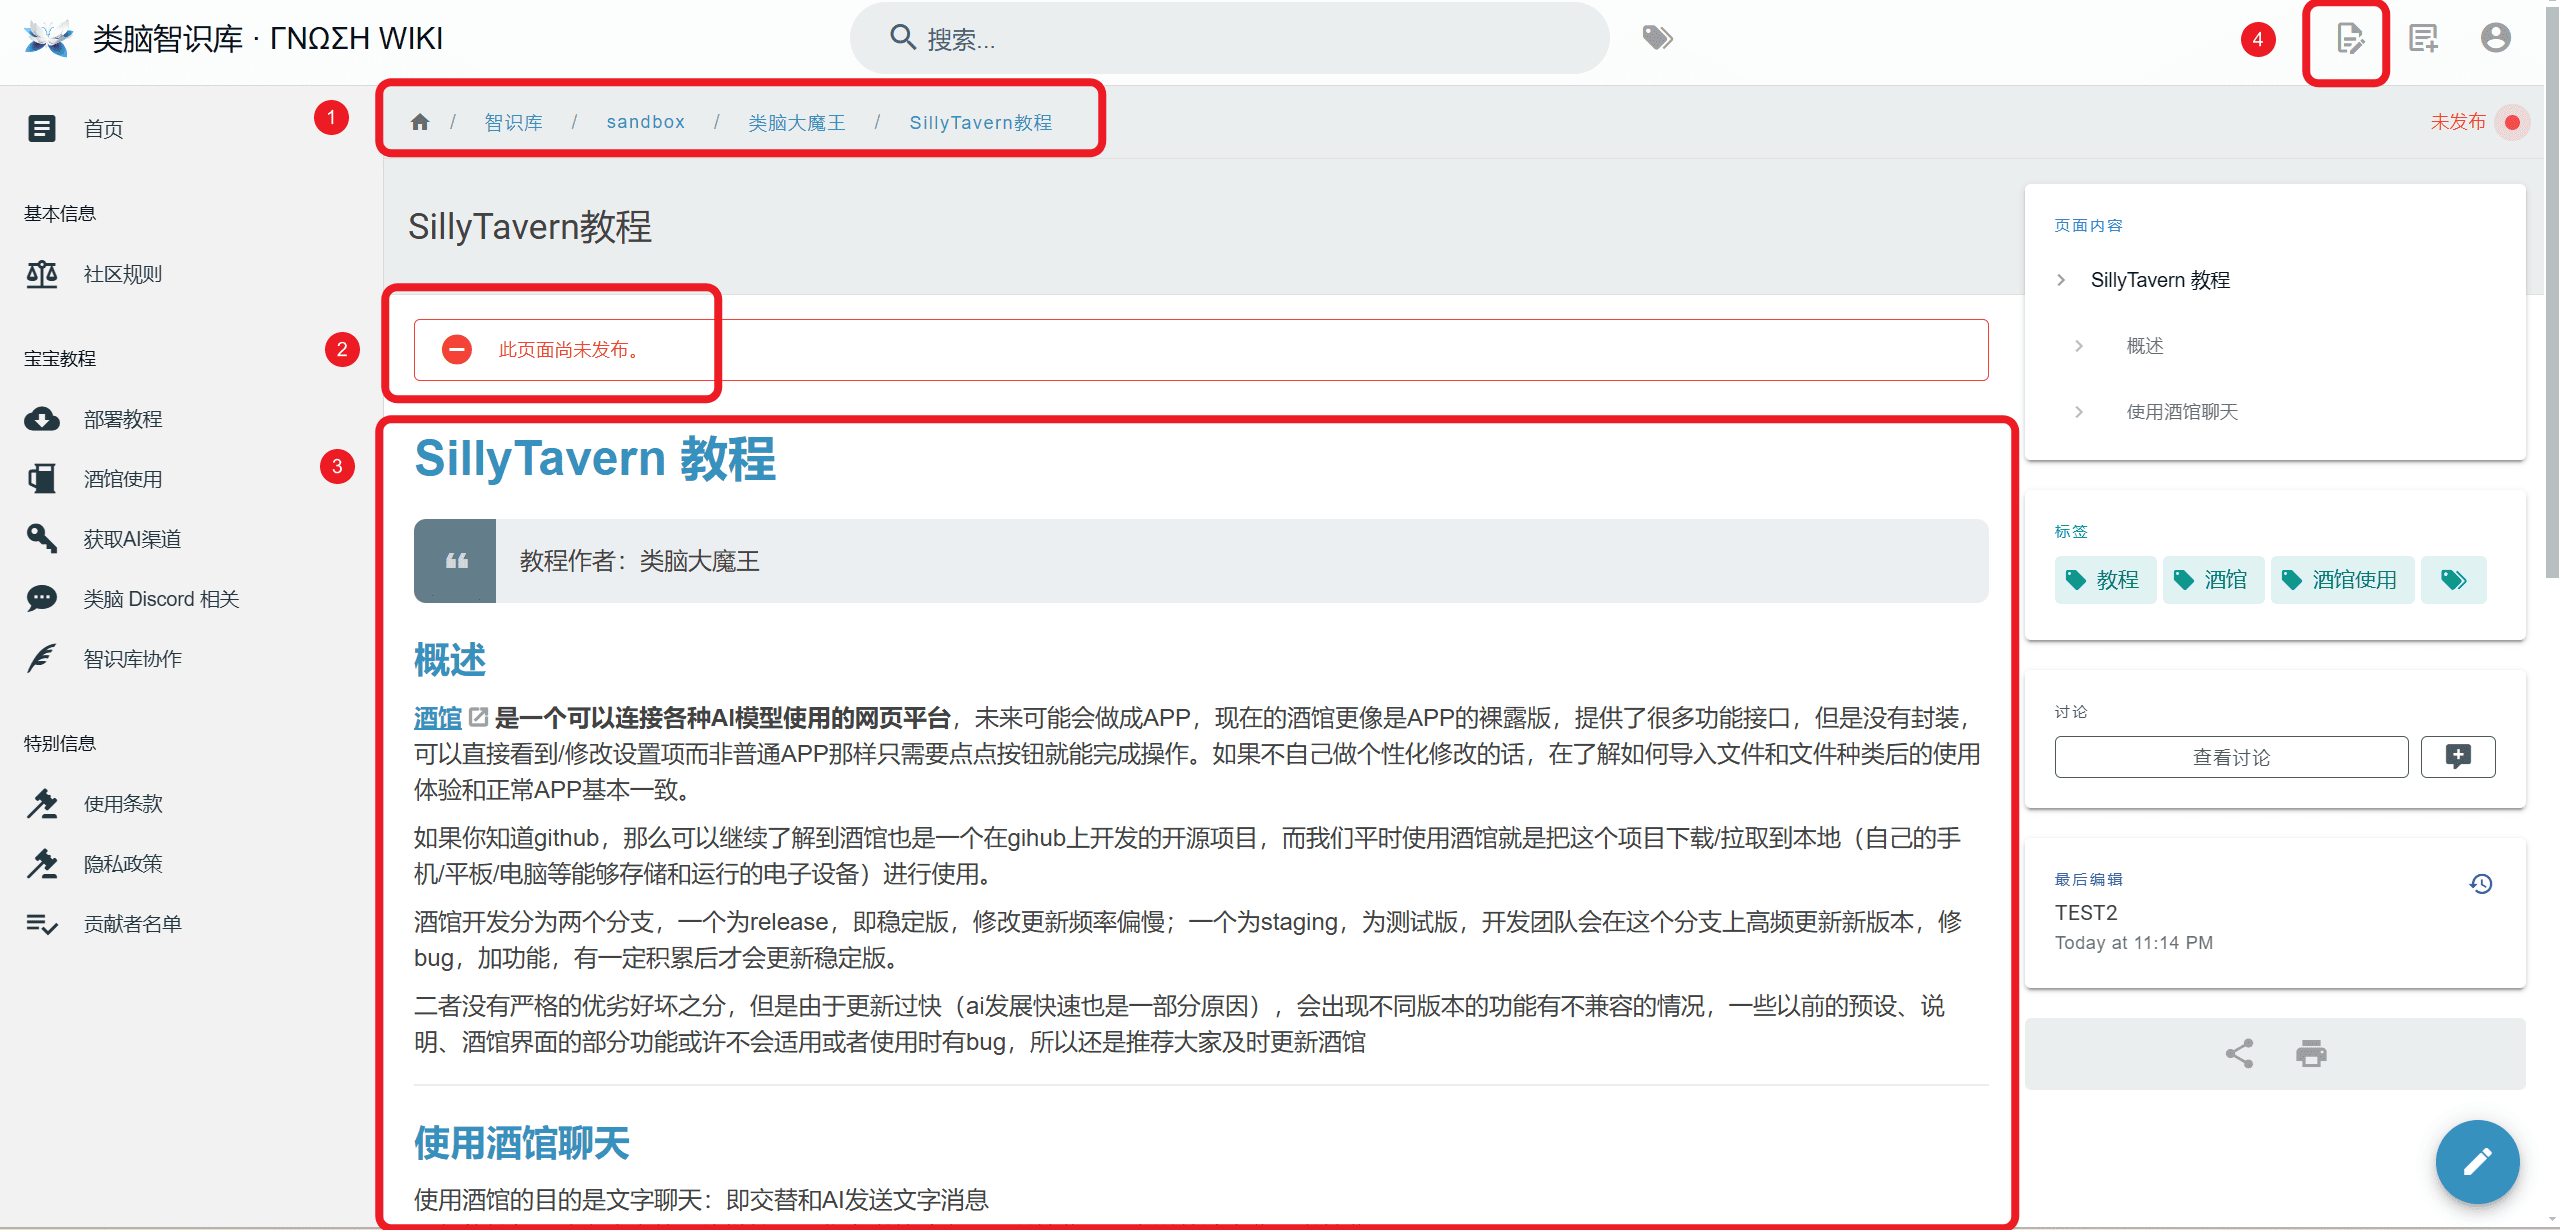 类脑智识库 · ΓΝΩΣΗ WIKI
搜索...
4
首页
基本信息
社区规则
宝宝教程
部署教程
酒馆使用
获取AI渠道
类脑 Discord 相关
智识库协作
特别信息
使用条款
隐私政策
贡献者名单
1
/ 智识库 / sandbox / 类脑大魔王 / SillyTavern教程
未发布
SillyTavern教程
2
此页面尚未发布。
3
SillyTavern 教程
教程作者：类脑大魔王
概述
酒馆 是一个可以连接各种AI模型使用的网页平台，未来可能会做成APP，现在的酒馆更像是APP的裸露版，提供了很多功能接口，但是没有封装，
可以直接看到/修改设置项而非普通APP那样只需要点点按钮就能完成操作。如果不自己做个性化修改的话，在了解如何导入文件和文件种类后的使用
体验和正常APP基本一致。
如果你知道github，那么可以继续了解到酒馆也是一个在gihub上开发的开源项目，而我们平时使用酒馆就是把这个项目下载/拉取到本地（自己的手
机/平板/电脑等能够存储和运行的电子设备）进行使用。
酒馆开发分为两个分支，一个为release，即稳定版，修改更新频率偏慢；一个为staging，为测试版，开发团队会在这个分支上高频更新新版本，修
bug，加功能，有一定积累后才会更新稳定版。
二者没有严格的优劣好坏之分，但是由于更新过快（ai发展快速也是一部分原因），会出现不同版本的功能有不兼容的情况，一些以前的预设、说
明、酒馆界面的部分功能或许不会适用或者使用时有bug，所以还是推荐大家及时更新酒馆
使用酒馆聊天
使用酒馆的目的是文字聊天：即交替和AI发送文字消息
页面内容
SillyTavern 教程
概述
使用酒馆聊天
标签
教程 酒馆 酒馆使用
讨论
查看讨论
最后编辑
TEST2
Today at 11:14 PM